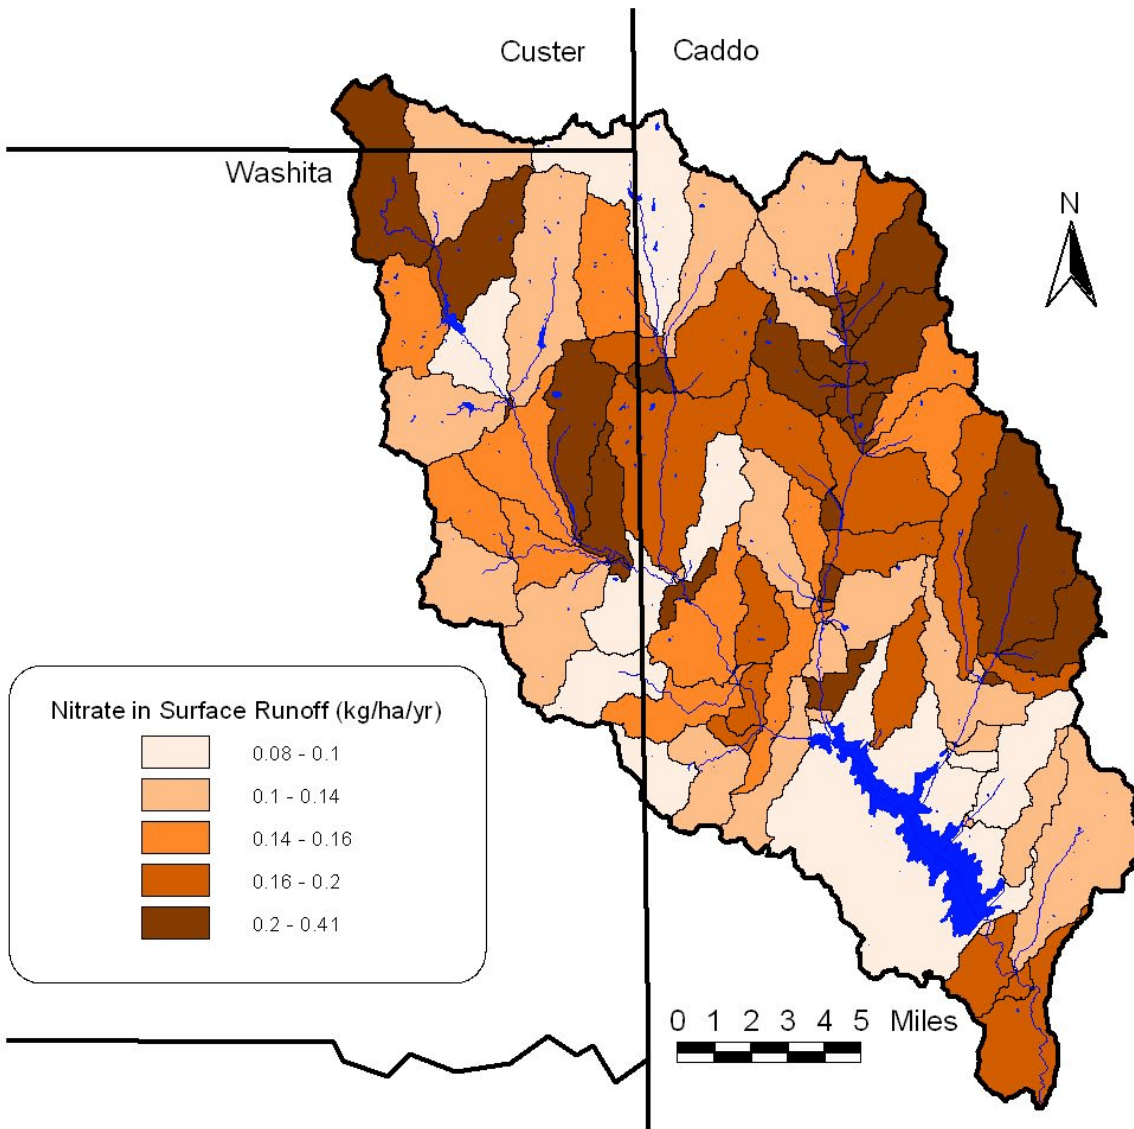 Custer
Caddo
Washita
N
Nitrate in Surface Runoff (kg/ha/yr)
0.08 - 0.1
0.1 - 0.14
0.14 - 0.16
0.16 - 0.2
0.2 - 0.41
0 1 2 3 4 5 Miles